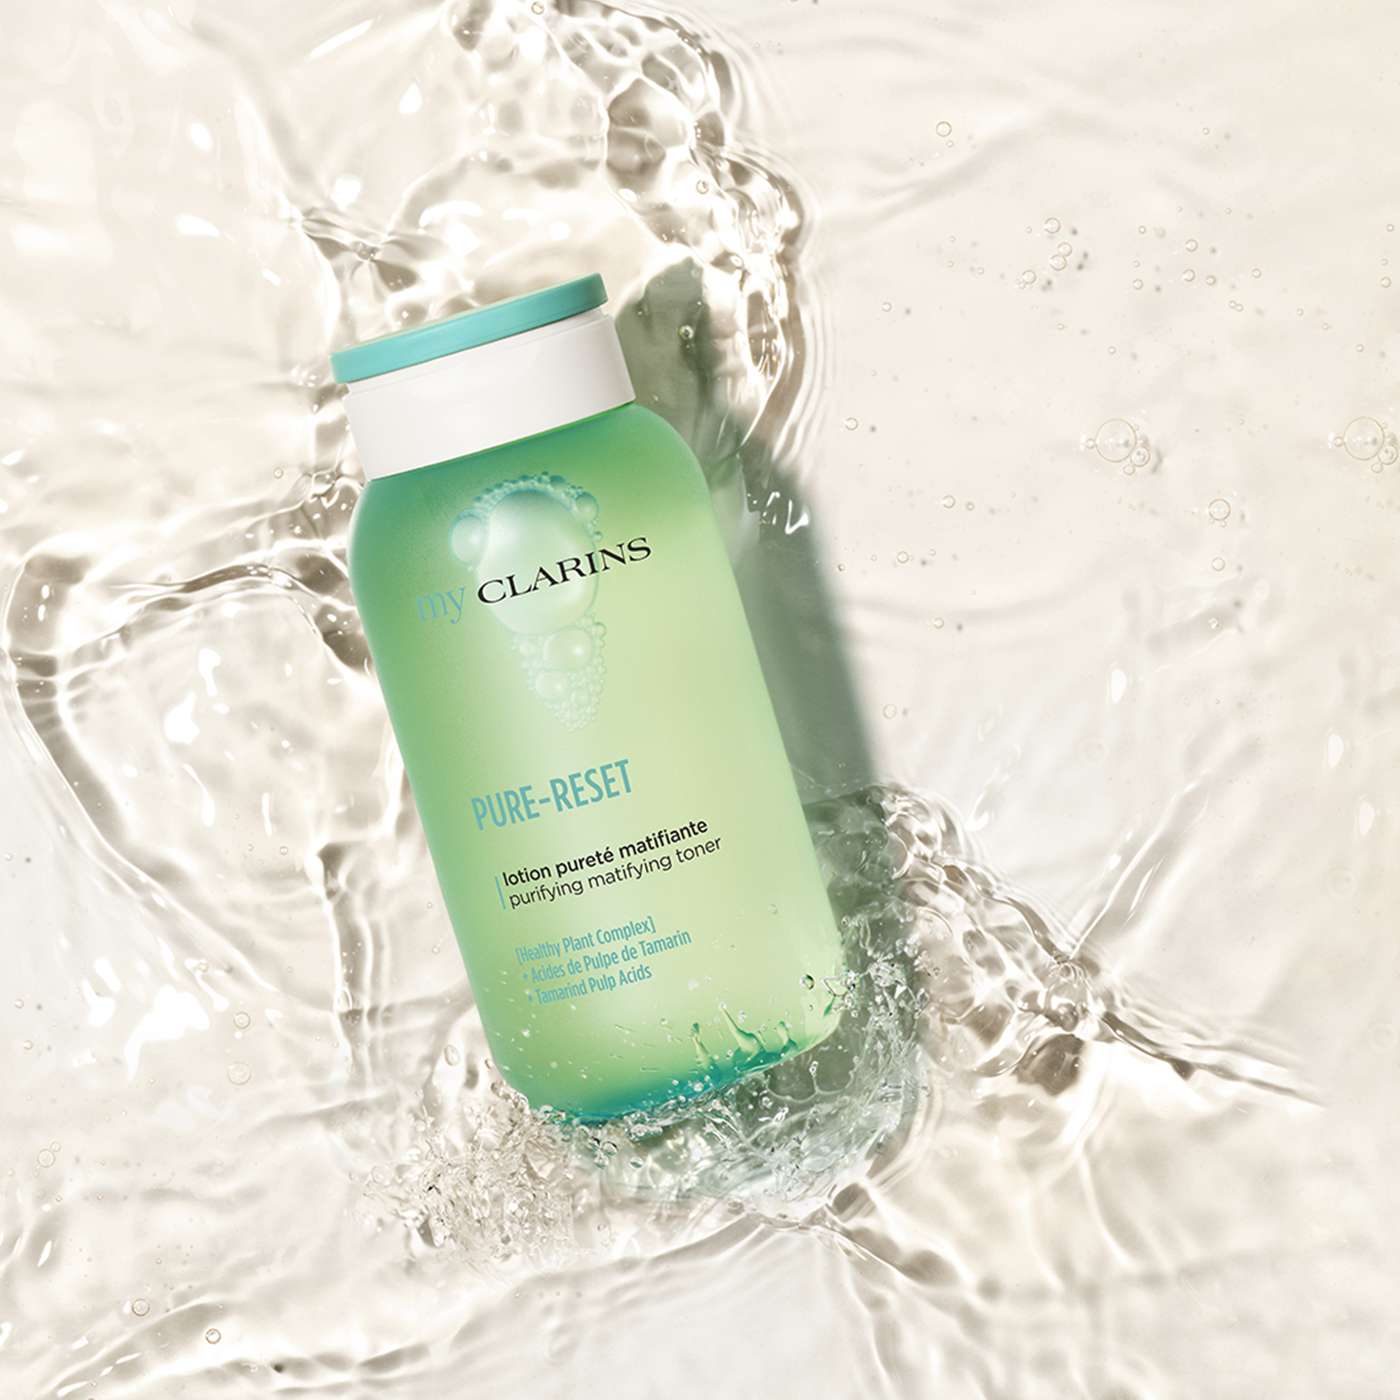 my CLARINS
PURE-RESET
lotion pureté matifiante
purifying matifying toner
[Healthy Plant Complex]
• Acides de Pulpe de Tamarin
• Tamarind Pulp Acids